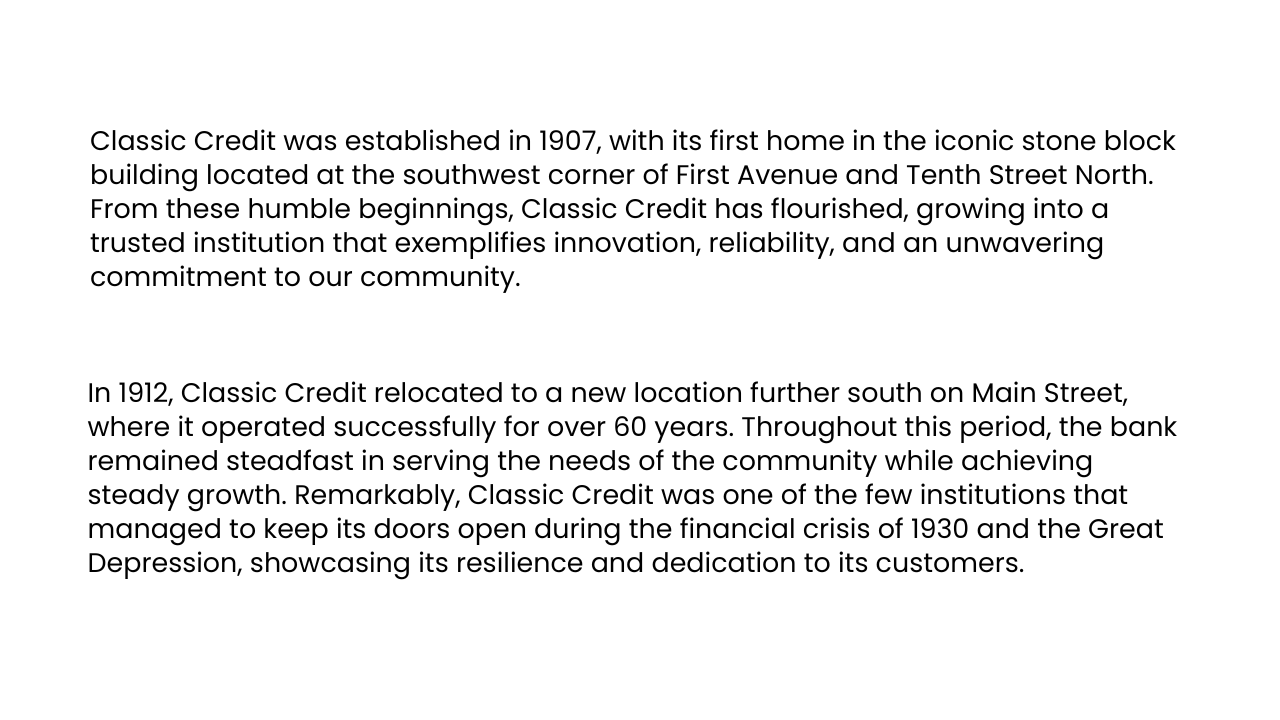 Classic Credit was established in 1907, with its first home in the iconic stone block
building located at the southwest corner of First Avenue and Tenth Street North.
From these humble beginnings, Classic Credit has flourished, growing into a
trusted institution that exemplifies innovation, reliability, and an unwavering
commitment to our community.
In 1912, Classic Credit relocated to a new location further south on Main Street,
where it operated successfully for over 60 years. Throughout this period, the bank
remained steadfast in serving the needs of the community while achieving
steady growth. Remarkably, Classic Credit was one of the few institutions that
managed to keep its doors open during the financial crisis of 1930 and the Great
Depression, showcasing its resilience and dedication to its customers.